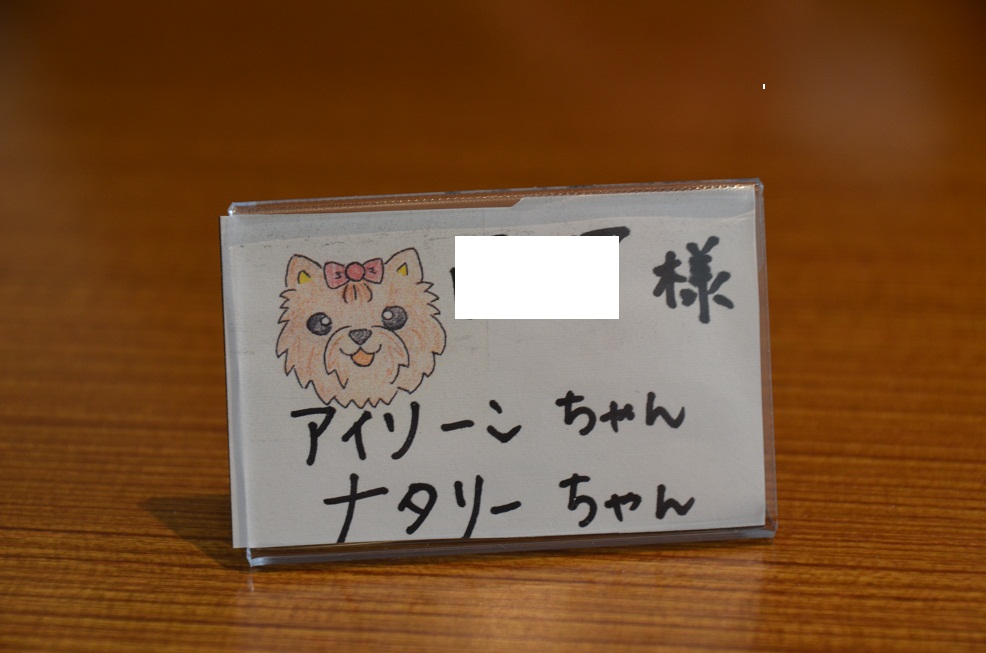 様
アイリーン ちゃん
ナタリー ちゃん